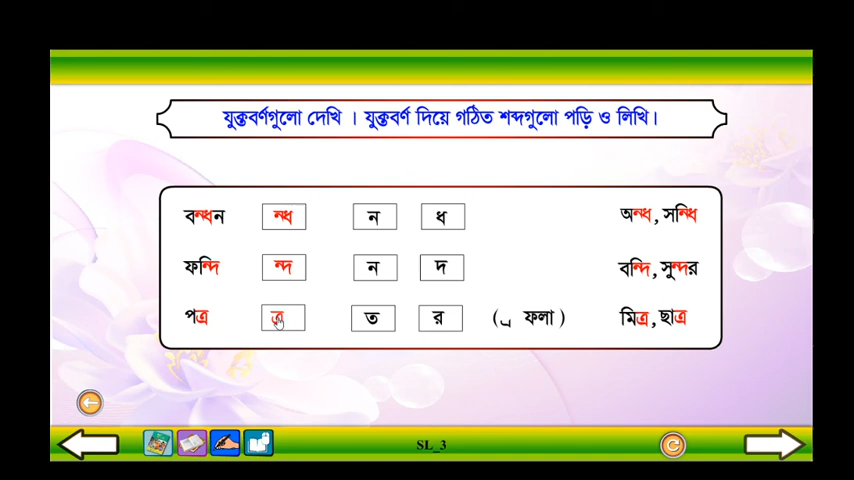 যুক্তবর্ণগুলো দেখি । যুক্তবর্ণ দিয়ে গঠিত শব্দগুলো পড়ি ও লিখি।
বন্ধন ন্ধ ন ধ অন্ধ, সন্ধি
ফন্দি ন্দ ন দ বন্দি, সুন্দর
পত্র ত্র ত র (্র ফলা) মিত্র, ছাত্র
SL_3